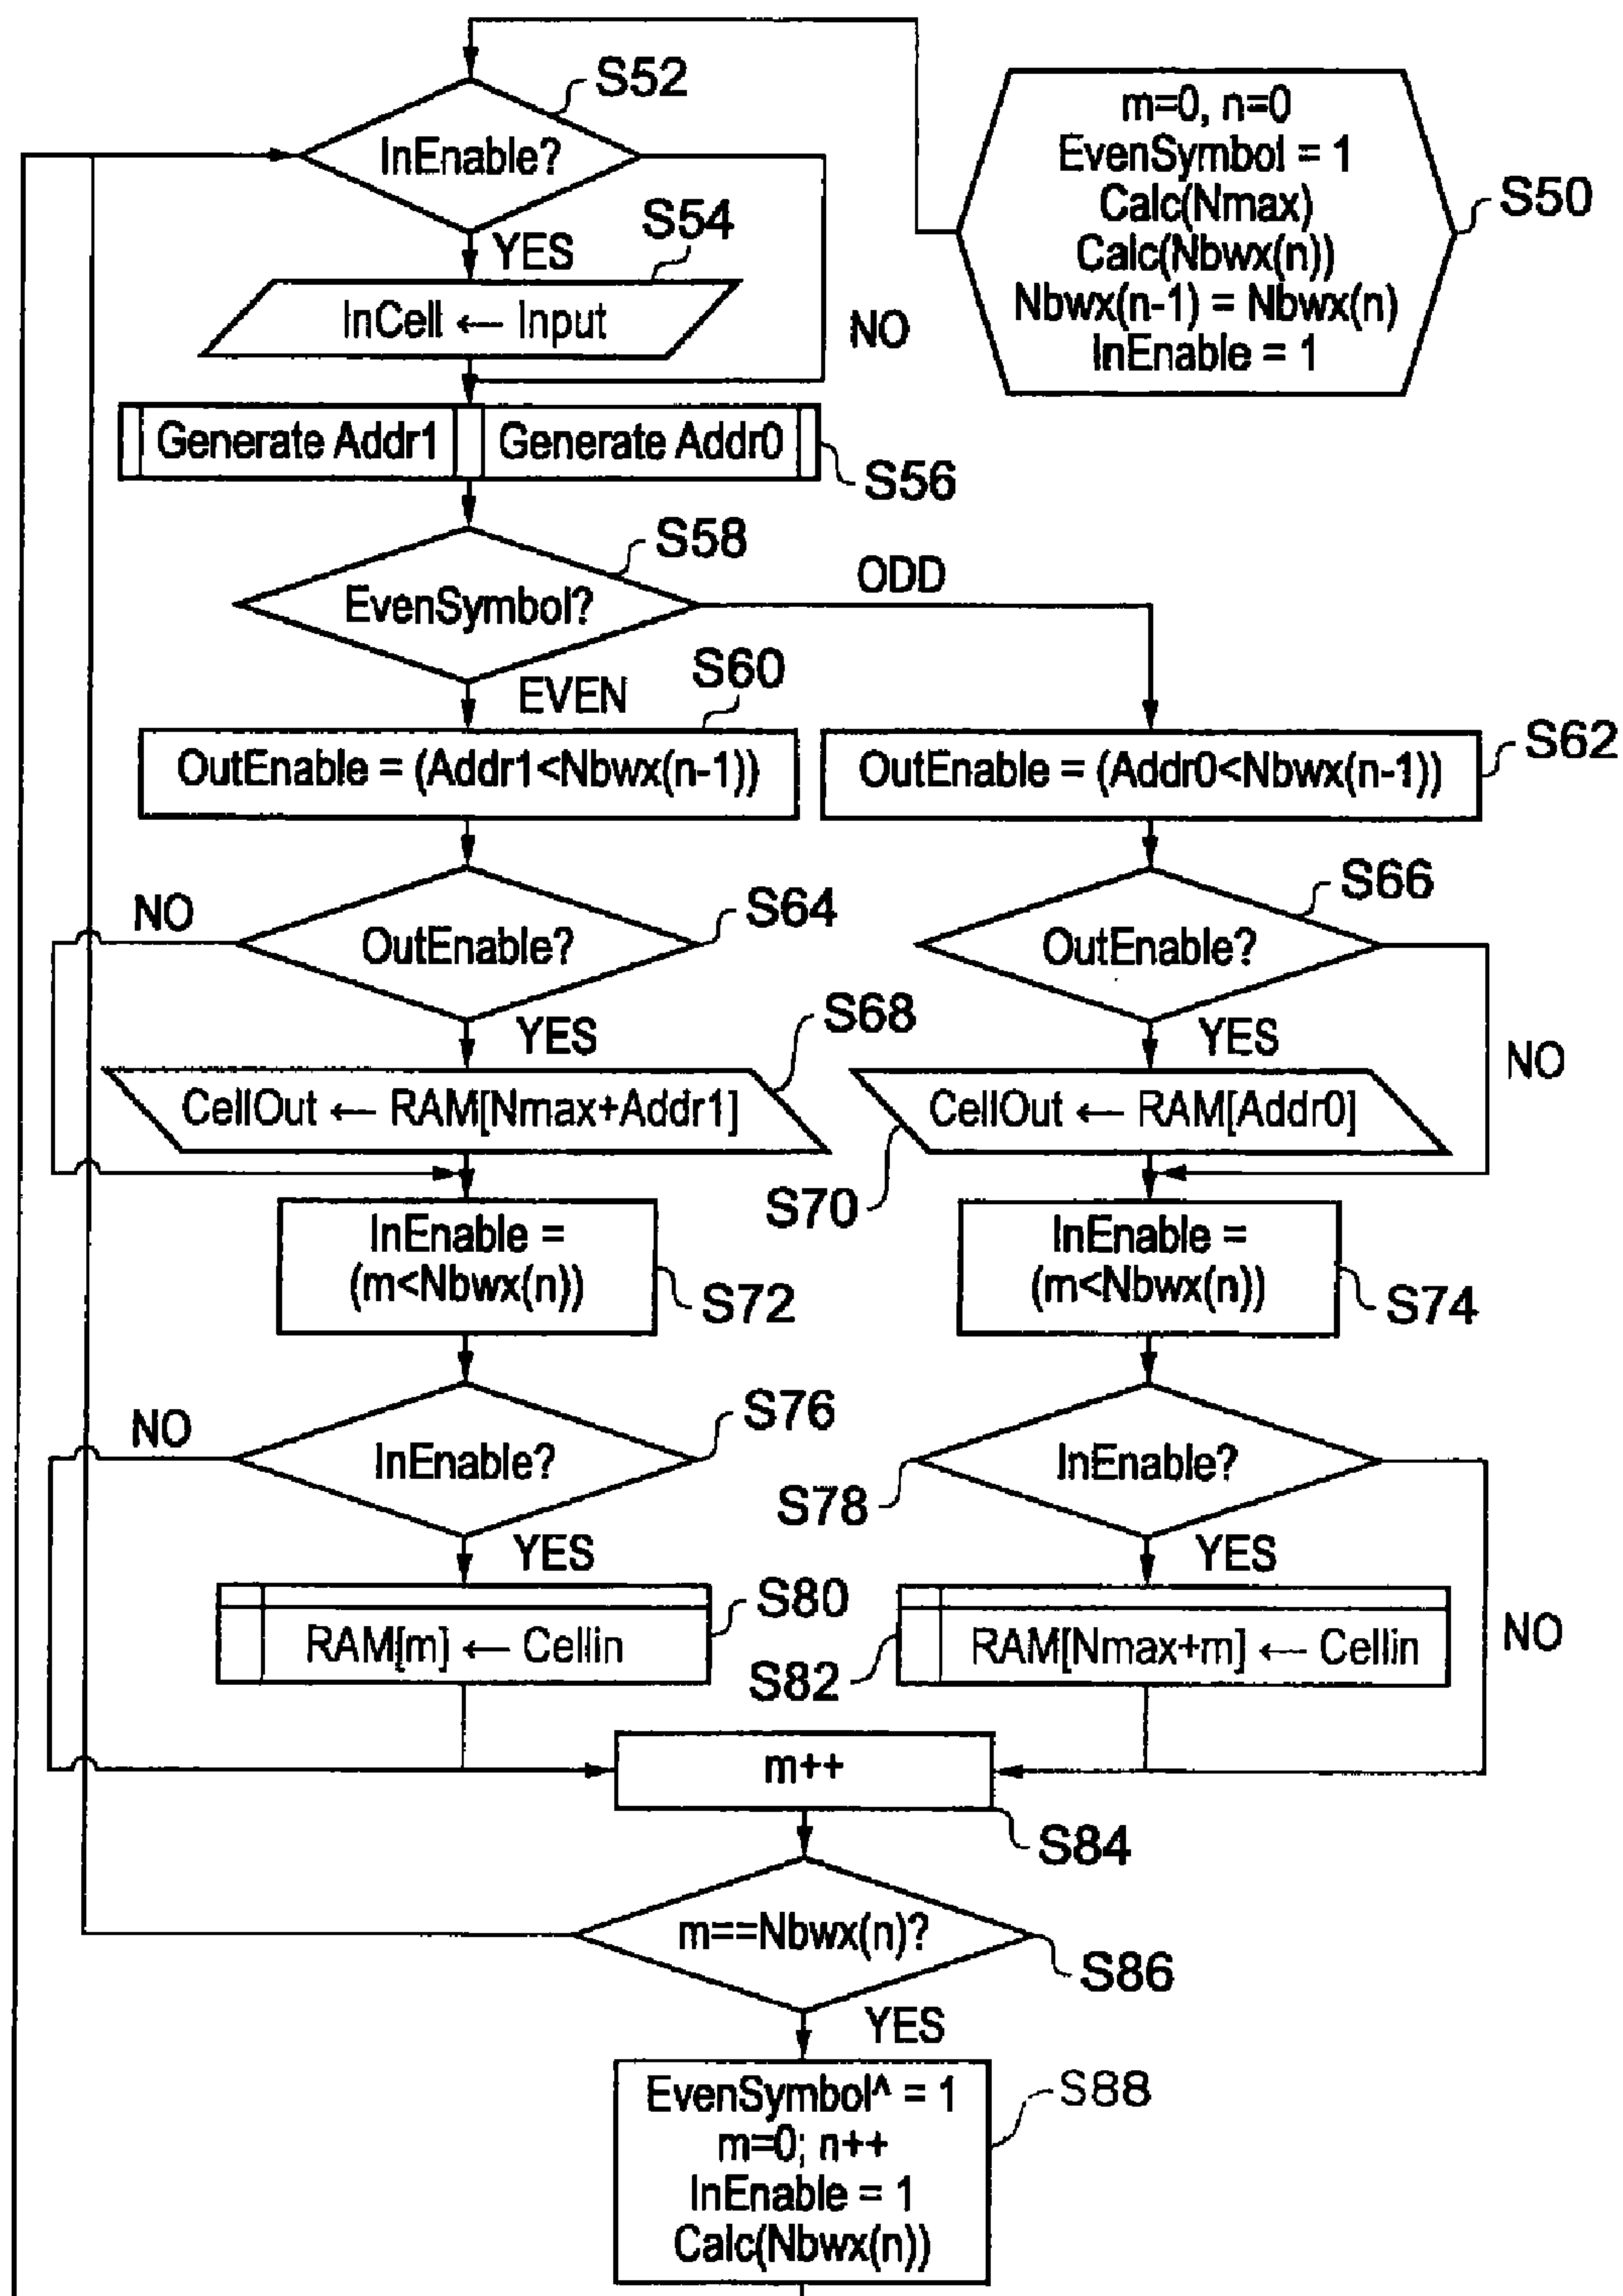 S52
InEnable?
m=0, n=0
EvenSymbol = 1
Calc(Nmax)
Calc(Nbwx(n))
Nbwx(n-1) = Nbwx(n)
InEnable = 1
S50
YES
S54
InCell ← Input
NO
Generate Addr1
Generate Addr0
S56
S58
EvenSymbol?
ODD
EVEN
S60
OutEnable = (Addr1<Nbwx(n-1))
OutEnable = (Addr0<Nbwx(n-1))
S62
NO
OutEnable?
S64
OutEnable?
S66
YES
S68
YES
NO
CellOut ← RAM[Nmax+Addr1]
CellOut ← RAM[Addr0]
S70
InEnable =
(m<Nbwx(n))
S72
InEnable =
(m<Nbwx(n))
S74
NO
InEnable?
S76
S78
InEnable?
YES
YES
RAM[m] ← Cellin
S80
S82
RAM[Nmax+m] ← Cellin
NO
m++
S84
m==Nbwx(n)?
S86
YES
EvenSymbol^ = 1
m=0; n++
InEnable = 1
Calc(Nbwx(n))
S88